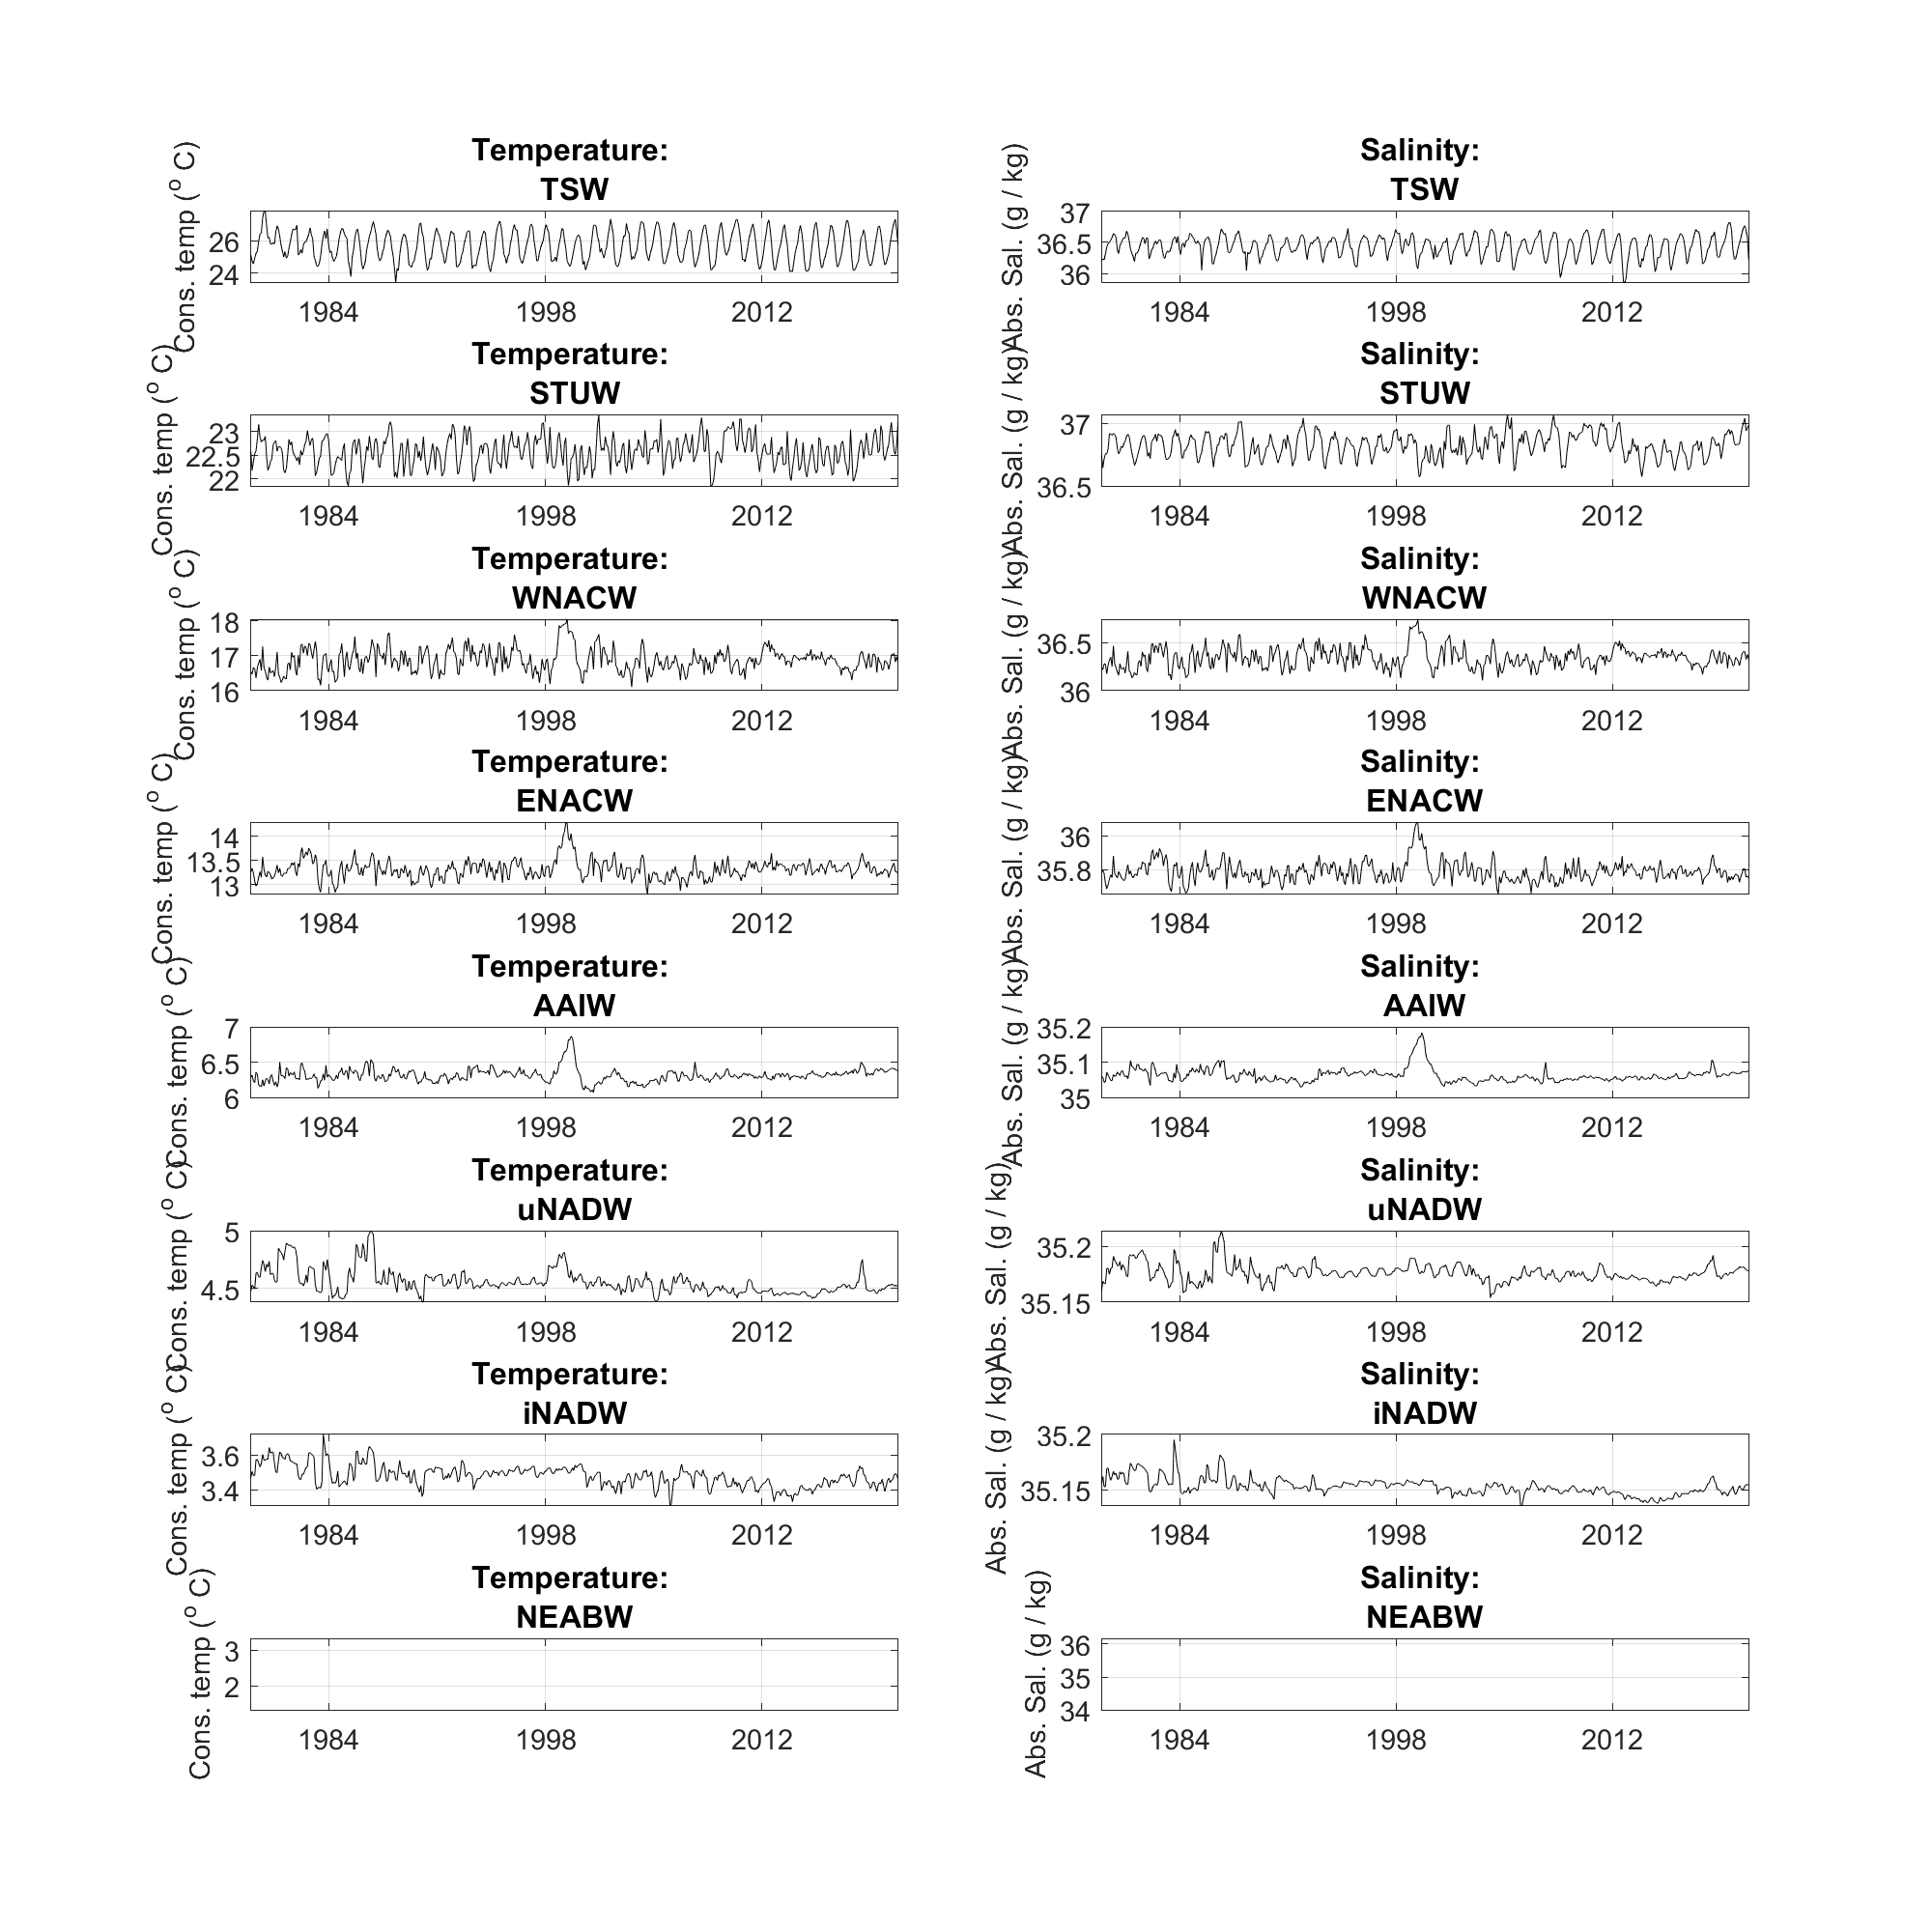 Temperature:
TSW
Cons. temp (° C)
26
24
1984 1998 2012
Salinity:
TSW
Abs. Sal. (g / kg)
37
36.5
36
1984 1998 2012
Temperature:
STUW
Cons. temp (° C)
23
22.5
22
1984 1998 2012
Salinity:
STUW
Abs. Sal. (g / kg)
37
36.5
1984 1998 2012
Temperature:
WNACW
Cons. temp (° C)
18
17
16
1984 1998 2012
Salinity:
WNACW
Abs. Sal. (g / kg)
36.5
36
1984 1998 2012
Temperature:
ENACW
Cons. temp (° C)
14
13.5
13
1984 1998 2012
Salinity:
ENACW
Abs. Sal. (g / kg)
36
35.8
1984 1998 2012
Temperature:
AAIW
Cons. temp (° C)
7
6.5
6
1984 1998 2012
Salinity:
AAIW
Abs. Sal. (g / kg)
35.2
35.1
35
1984 1998 2012
Temperature:
uNADW
Cons. temp (° C)
5
4.5
1984 1998 2012
Salinity:
uNADW
Abs. Sal. (g / kg)
35.2
35.15
1984 1998 2012
Temperature:
iNADW
Cons. temp (° C)
3.6
3.4
1984 1998 2012
Salinity:
iNADW
Abs. Sal. (g / kg)
35.2
35.15
1984 1998 2012
Temperature:
NEABW
Cons. temp (° C)
3
2
1984 1998 2012
Salinity:
NEABW
Abs. Sal. (g / kg)
36
35
34
1984 1998 2012